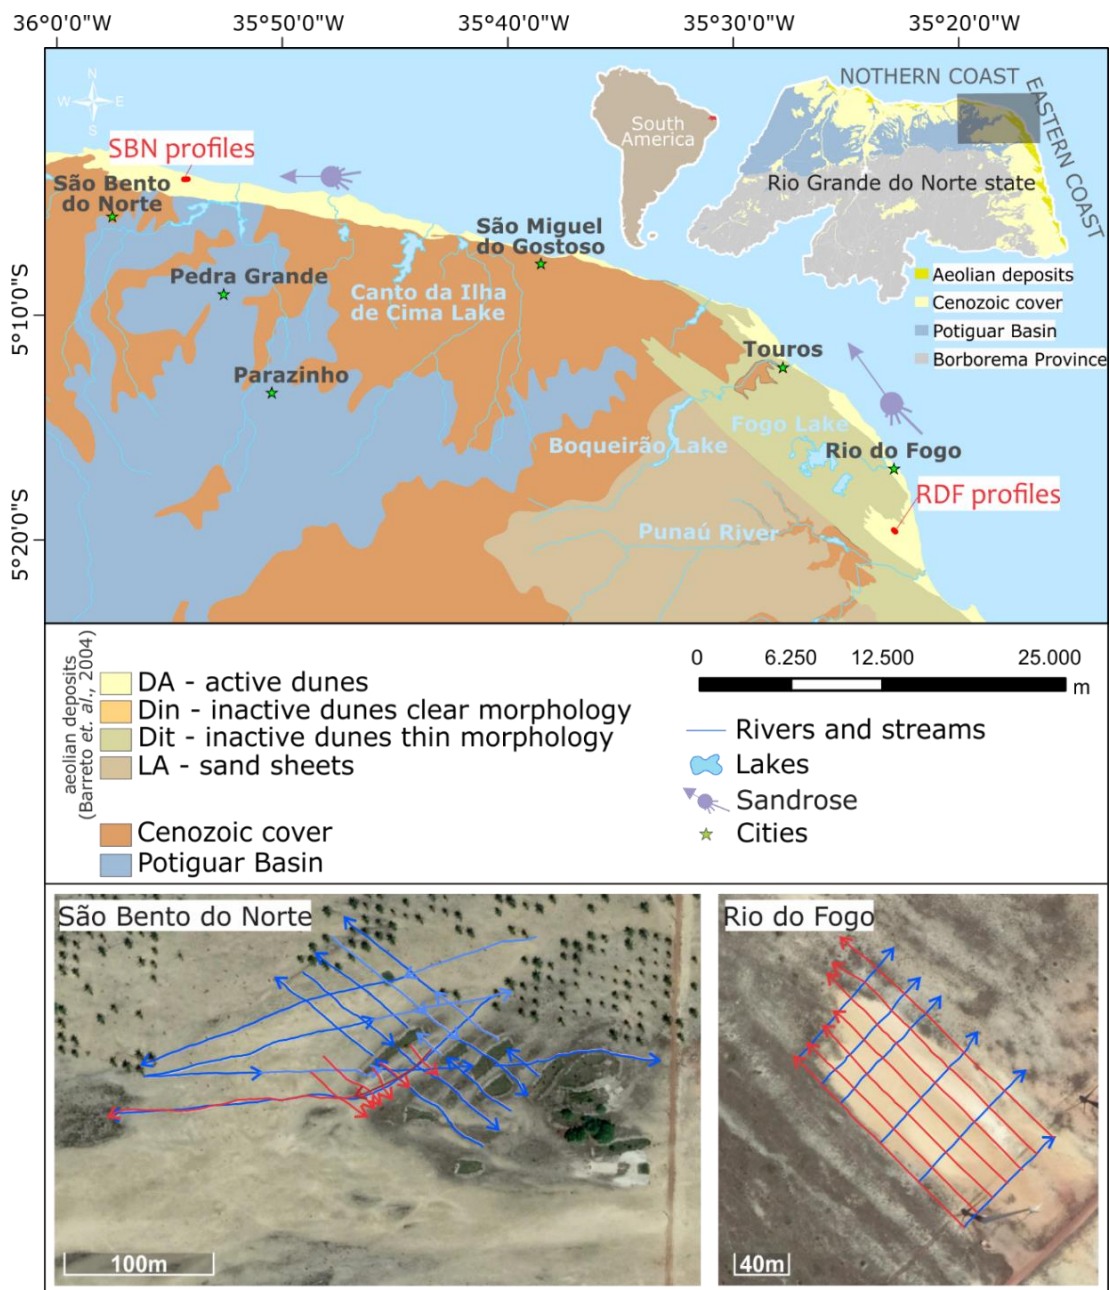 36°0'0"W
35°50'0"W
35°40'0"W
35°30'0"W
35°20'0"W
N
W
E
S
5°10'0"S
5°20'0"S
SBN profiles
São Bento
do Norte
Pedra Grande
Parazinho
São Miguel
do Gostoso
Canto da Ilha
de Cima Lake
Touros
Fogo Lake
Boqueirão Lake
Rio do Fogo
RDF profiles
Punaú River
South
America
NOTHERN COAST
EASTERN COAST
Rio Grande do Norte state
Aeolian deposits
Cenozoic cover
Potiguar Basin
Borborema Province
aeolian deposits
(Barreto et. al., 2004)
DA - active dunes
Din - inactive dunes clear morphology
Dit - inactive dunes thin morphology
LA - sand sheets
Cenozoic cover
Potiguar Basin
0 6.250 12.500 25.000
m
Rivers and streams
Lakes
Sandrose
Cities
São Bento do Norte
100m
Rio do Fogo
40m